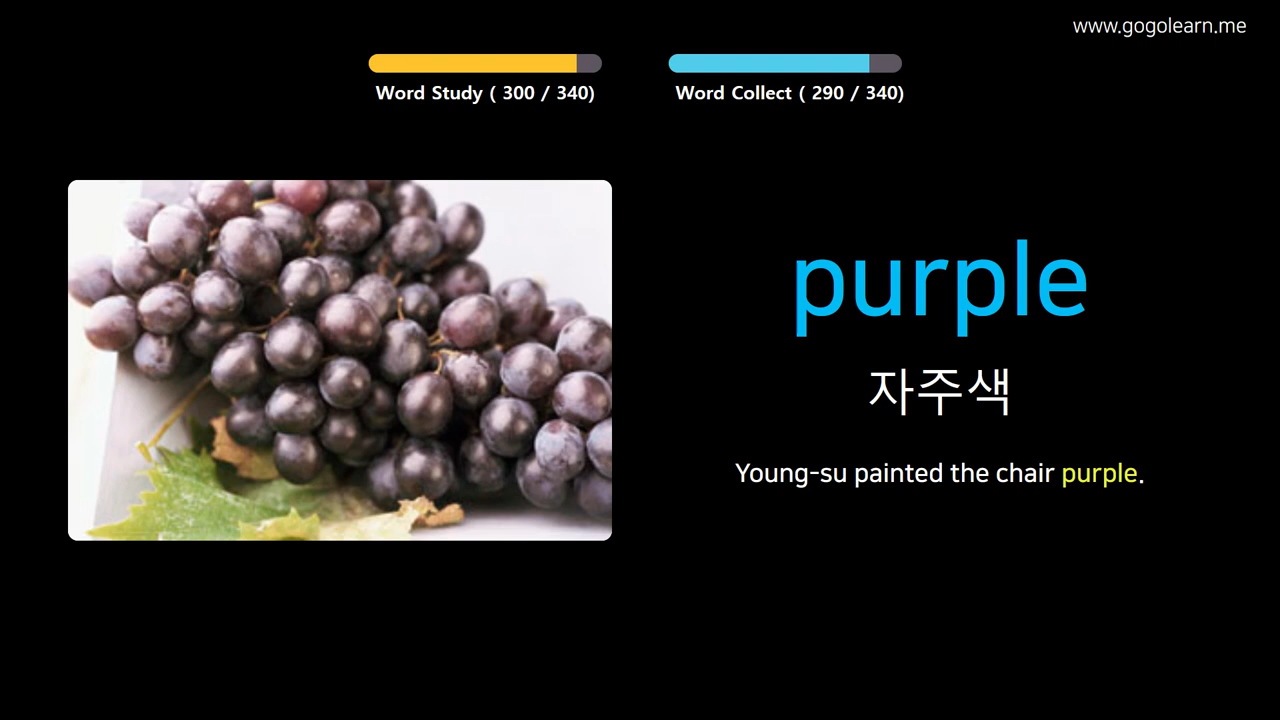 www.gogolearn.me
Word Study ( 300 / 340)
Word Collect ( 290 / 340)
purple
자주색
Young-su painted the chair purple.